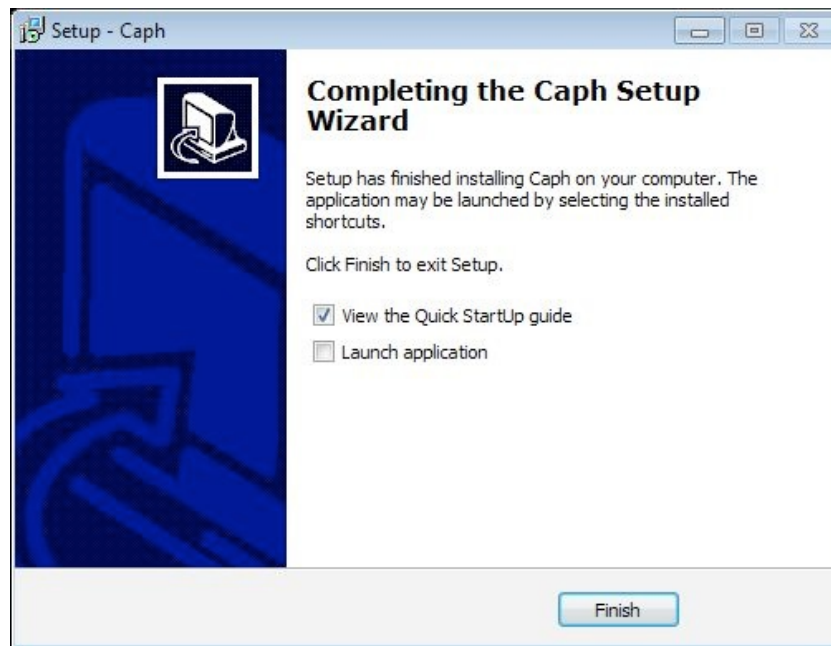 Setup - Caph
Completing the Caph Setup
Wizard
Setup has finished installing Caph on your computer. The
application may be launched by selecting the installed
shortcuts.
Click Finish to exit Setup.
View the Quick StartUp guide
Launch application
Finish